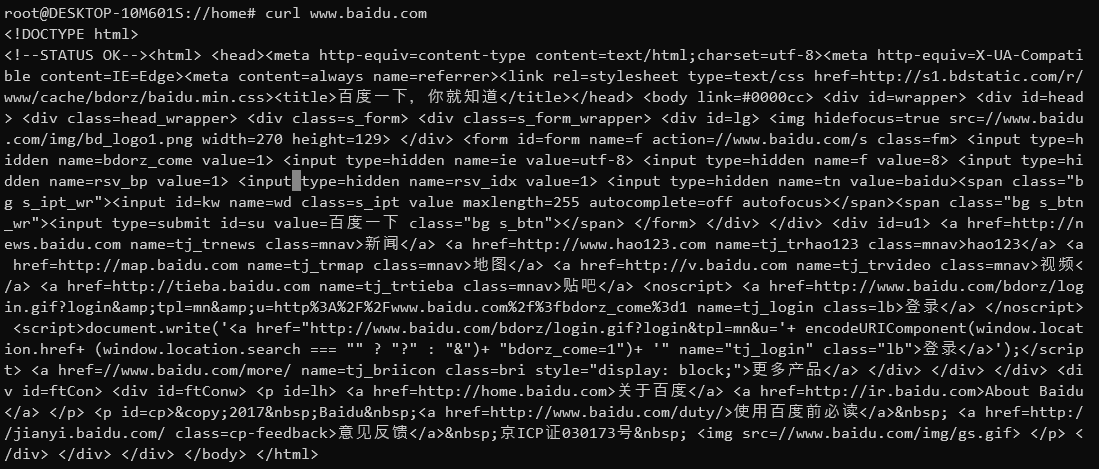 root@DESKTOP-10M601S://home# curl www.baidu.com
<!DOCTYPE html>
<!--STATUS OK--><html> <head><meta http-equiv=content-type content=text/html;charset=utf-8><meta http-equiv=X-UA-Compati
ble content=IE=Edge><meta content=always name=referrer><link rel=stylesheet type=text/css href=http://s1.bdstatic.com/r/
www/cache/bdorz/baidu.min.css><title>百度一下，你就知道</title></head> <body link=#0000cc> <div id=wrapper> <div id=head
> <div class=head_wrapper> <div class=s_form> <div class=s_form_wrapper> <div id=lg> <img hidefocus=true src=//www.baidu
.com/img/bd_logo1.png width=270 height=129> </div> <form id=form name=f action=//www.baidu.com/s class=fm> <input type=h
idden name=bdorz_come value=1> <input type=hidden name=ie value=utf-8> <input type=hidden name=f value=8> <input type=hi
dden name=rsv_bp value=1> <input type=hidden name=rsv_idx value=1> <input type=hidden name=tn value=baidu><span class="b
g s_ipt_wr"><input id=kw name=wd class=s_ipt value maxlength=255 autocomplete=off autofocus></span><span class="bg s_btn
_wr"><input type=submit id=su value=百度一下 class="bg s_btn"></span> </form> </div> </div> <div id=u1> <a href=http://n
ews.baidu.com name=tj_trnews class=mnav>新闻</a> <a href=http://www.hao123.com name=tj_trhao123 class=mnav>hao123</a> <a
 href=http://map.baidu.com name=tj_trmap class=mnav>地图</a> <a href=http://v.baidu.com name=tj_trvideo class=mnav>视频<
/a> <a href=http://tieba.baidu.com name=tj_trtieba class=mnav>贴吧</a> <noscript> <a href=http://www.baidu.com/bdorz/log
in.gif?login&amp;tpl=mn&amp;u=http%3A%2F%2Fwww.baidu.com%2f%3fbdorz_come%3d1 name=tj_login class=lb>登录</a> </noscript>
 <script>document.write('<a href="http://www.baidu.com/bdorz/login.gif?login&tpl=mn&u='+ encodeURIComponent(window.locat
ion.href+ (window.location.search === "" ? "?" : "&")+ "bdorz_come=1")+ '" name="tj_login" class="lb">登录</a>');</scrip
t> <a href=//www.baidu.com/more/ name=tj_briicon class=bri style="display: block;">更多产品</a> </div> </div> </div> <di
v id=ftCon> <div id=ftConw> <p id=lh> <a href=http://home.baidu.com>关于百度</a> <a href=http://ir.baidu.com>About Baidu
</a> </p> <p id=cp>&copy;2017&nbsp;Baidu&nbsp;<a href=http://www.baidu.com/duty/>使用百度前必读</a>&nbsp; <a href=http:/
/jianyi.baidu.com/ class=cp-feedback>意见反馈</a>&nbsp;京ICP证030173号&nbsp; <img src=//www.baidu.com/img/gs.gif> </p> <
/div> </div> </div> </body> </html>